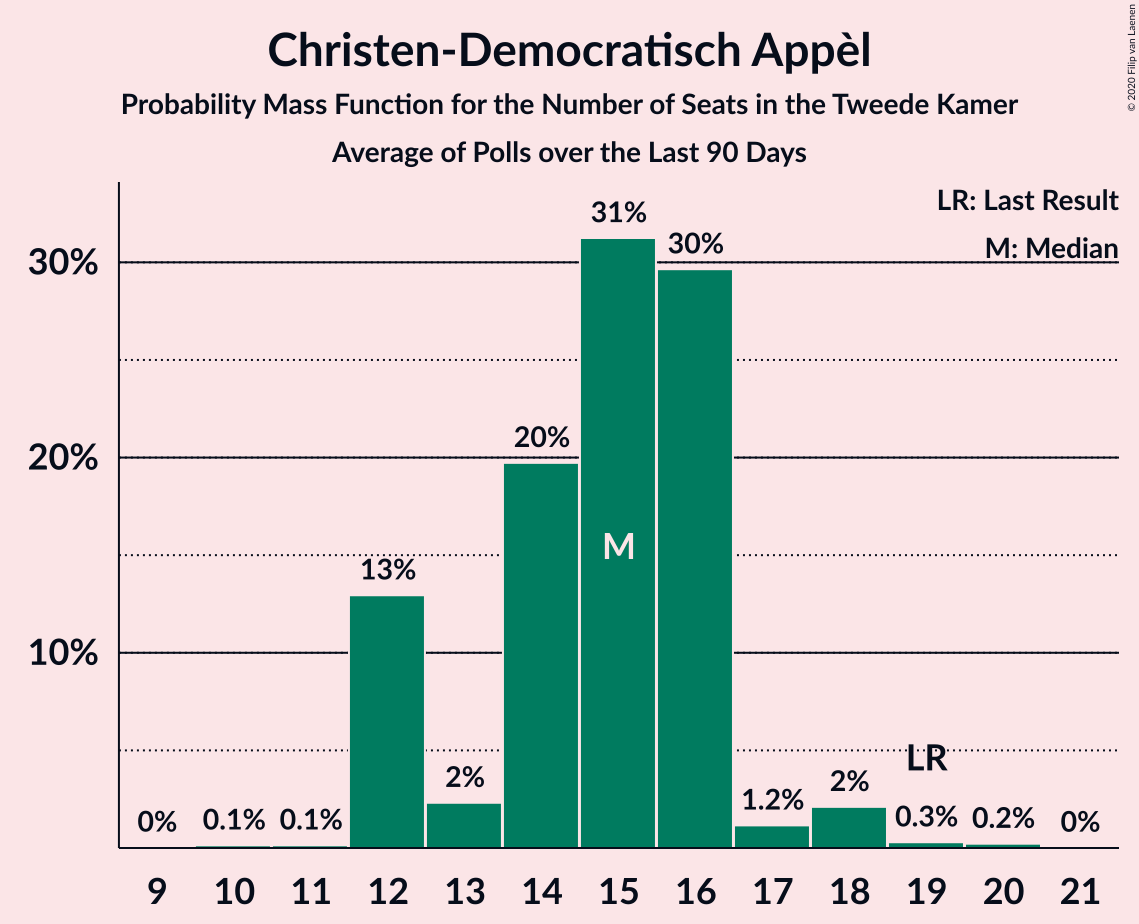 Christen-Democratisch Appèl
Probability Mass Function for the Number of Seats in the Tweede Kamer
Average of Polls over the Last 90 Days
© 2020 Filip van Laenen
LR: Last Result
M: Median
30%
20%
10%
0%
0.1%
0.1%
13%
2%
20%
31%
M
30%
1.2%
2%
LR
0.3%
0.2%
0%
9 10 11 12 13 14 15 16 17 18 19 20 21